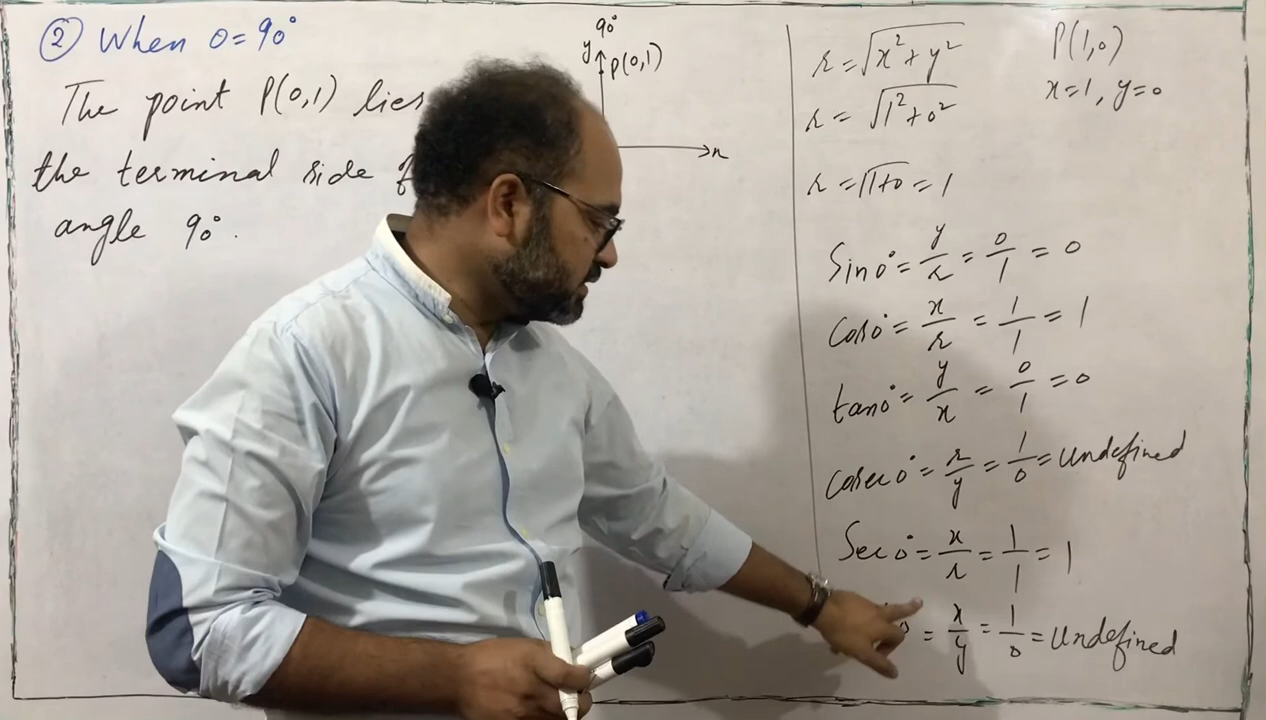 ② When θ=90°
The point P(0,1) lies
the terminal side of
angle 90°.
90°
y P(0,1)
x
r = √x²+y²
P(1,0)
r = √1²+0²
x=1, y=0
r = √1+0 = 1
Sin0° = y/r = 0/1 = 0
Cos0° = x/r = 1/1 = 1
tan0° = y/x = 0/1 = 0
Cosec0° = r/y = 1/0 = Undefined
Sec0° = x/r = 1/1 = 1
= x/y = 1/0 = Undefined